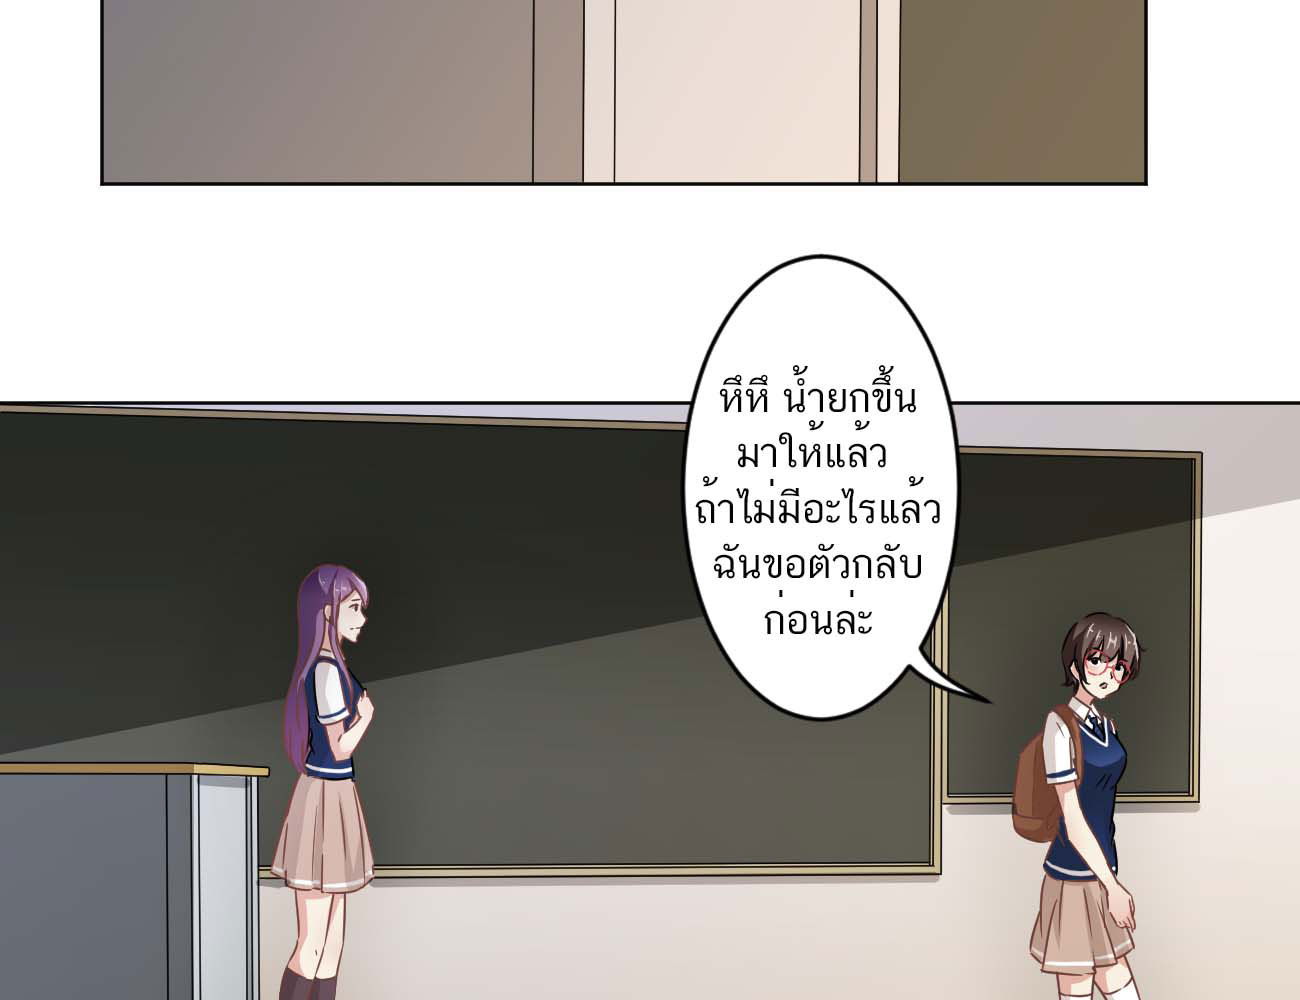 หึหึ น้ำยกขึ้น
มาให้แล้ว
ถ้าไม่มีอะไรแล้ว
ฉันขอตัวกลับ
ก่อนล่ะ